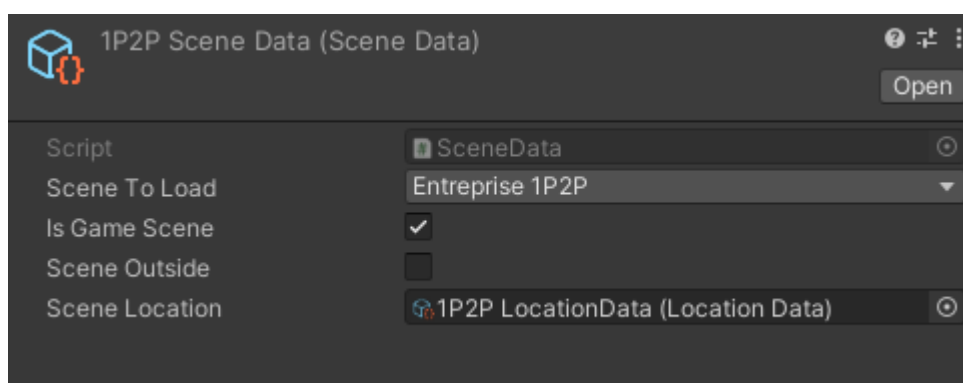 1P2P Scene Data (Scene Data)
Open
Script SceneData
Scene To Load Entreprise 1P2P
Is Game Scene
Scene Outside
Scene Location 1P2P LocationData (Location Data)